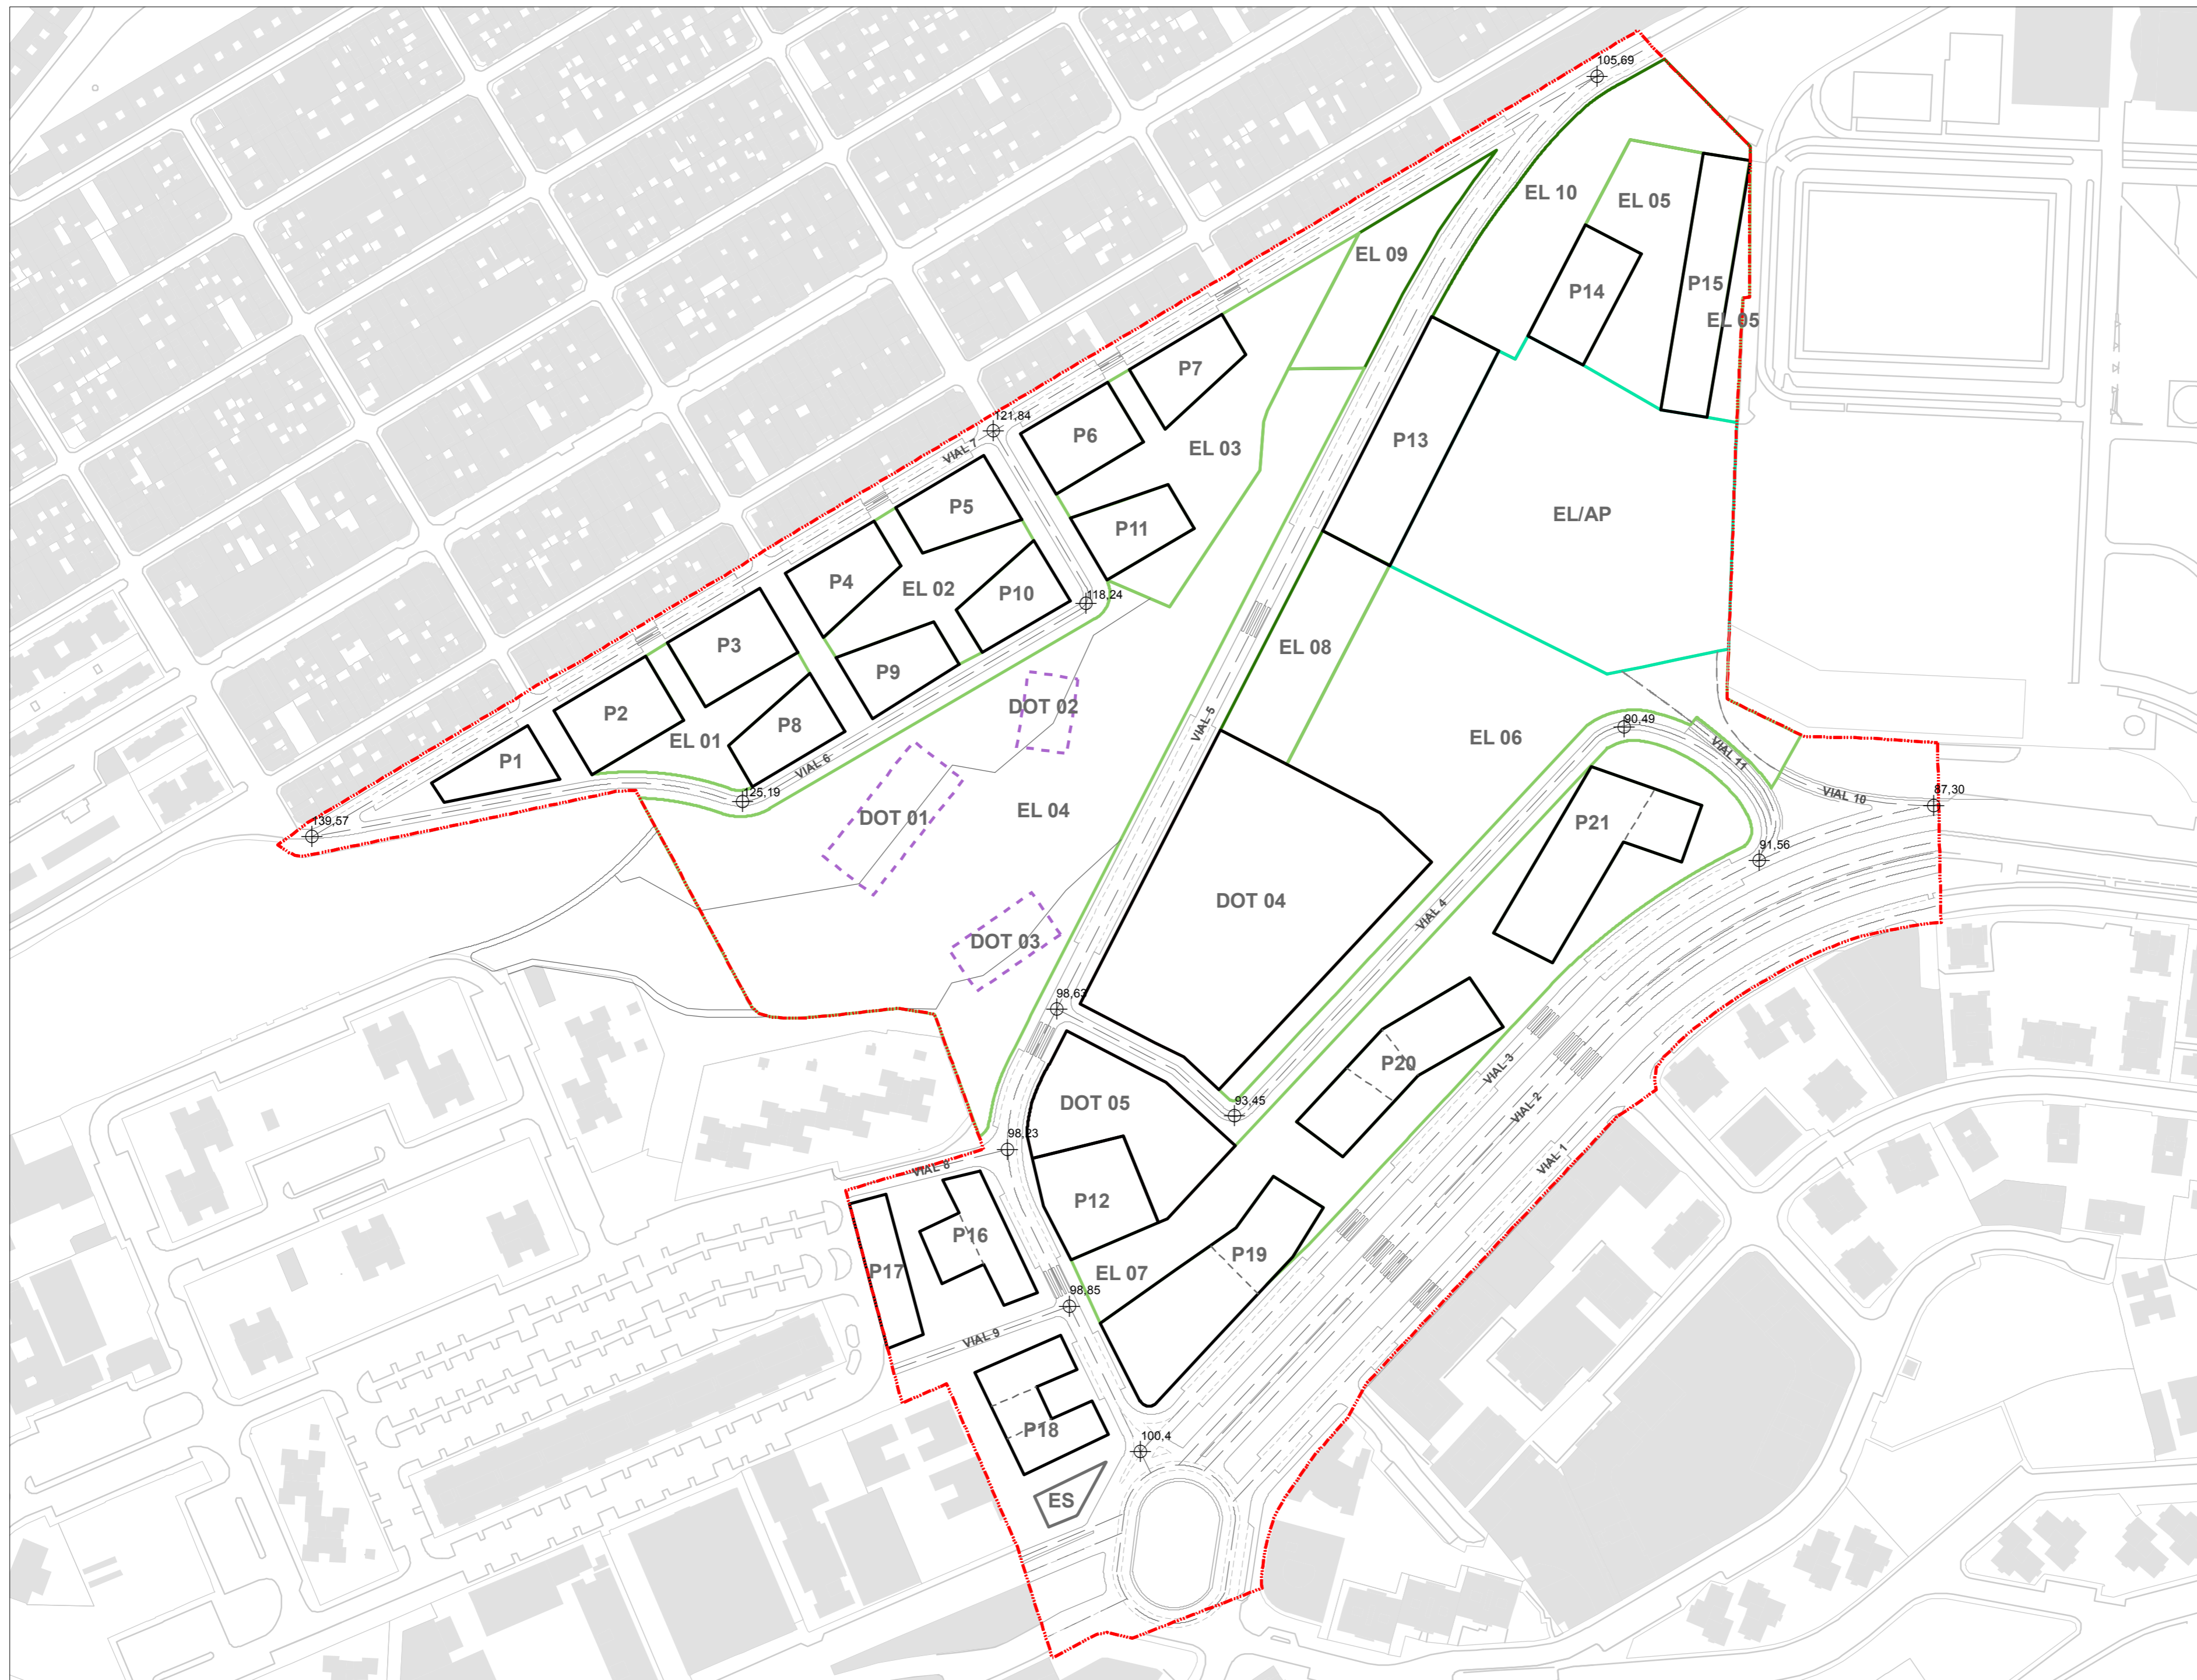 105,69
EL 10
EL 05
EL 09
P14
P15
EL 05
P7
121,84
P6
VIAL 7
EL 03
P13
P5
P11
EL/AP
P4
EL 02
P10
118,24
P3
EL 08
P9
DOT 02
P2
P8
EL 01
VIAL 5
90,49
EL 06
P1
VIAL 6
VIAL 11
125,19
VIAL 10
87,30
139,57
DOT 01
EL 04
P21
91,56
DOT 04
VIAL 4
DOT 03
98,63
P20
VIAL 3
DOT 05
VIAL 2
93,45
98,23
VIAL 8
VIAL 1
P12
P16
P19
P17
EL 07
98,85
VIAL 9
P18
100,4
ES